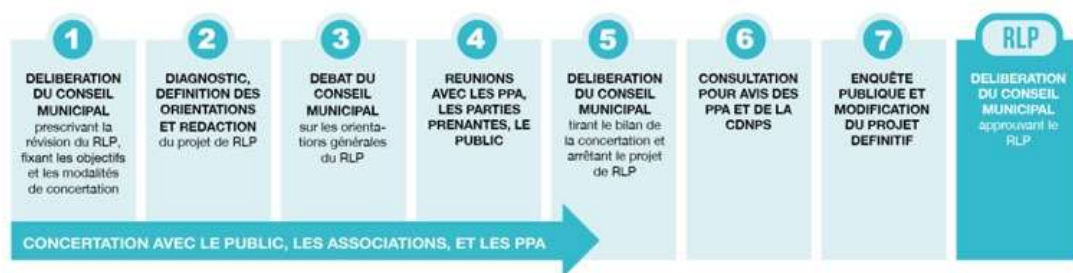 1
DELIBERATION
DU CONSEIL
MUNICIPAL
prescrivant la
révision du RLP,
fixant les objectifs
et les modalités
de concertation
2
DIAGNOSTIC,
DEFINITION DES
ORIENTATIONS
ET REDACTION
du projet de RLP
3
DEBAT DU
CONSEIL
MUNICIPAL
sur les orienta-
tions générales
du RLP
4
REUNIONS
AVEC LES PPA,
LES PARTIES
PRENANTES, LE
PUBLIC
5
DELIBERATION
DU CONSEIL
MUNICIPAL
tirant le bilan de
la concertation et
arrêtant le projet
de RLP
6
CONSULTATION
POUR AVIS DES
PPA ET DE LA
CDNPS
7
ENQUÊTE
PUBLIQUE ET
MODIFICATION
DU PROJET
DEFINITIF
RLP
DELIBERATION
DU CONSEIL
MUNICIPAL
approuvant le
RLP
CONCERTATION AVEC LE PUBLIC, LES ASSOCIATIONS, ET LES PPA